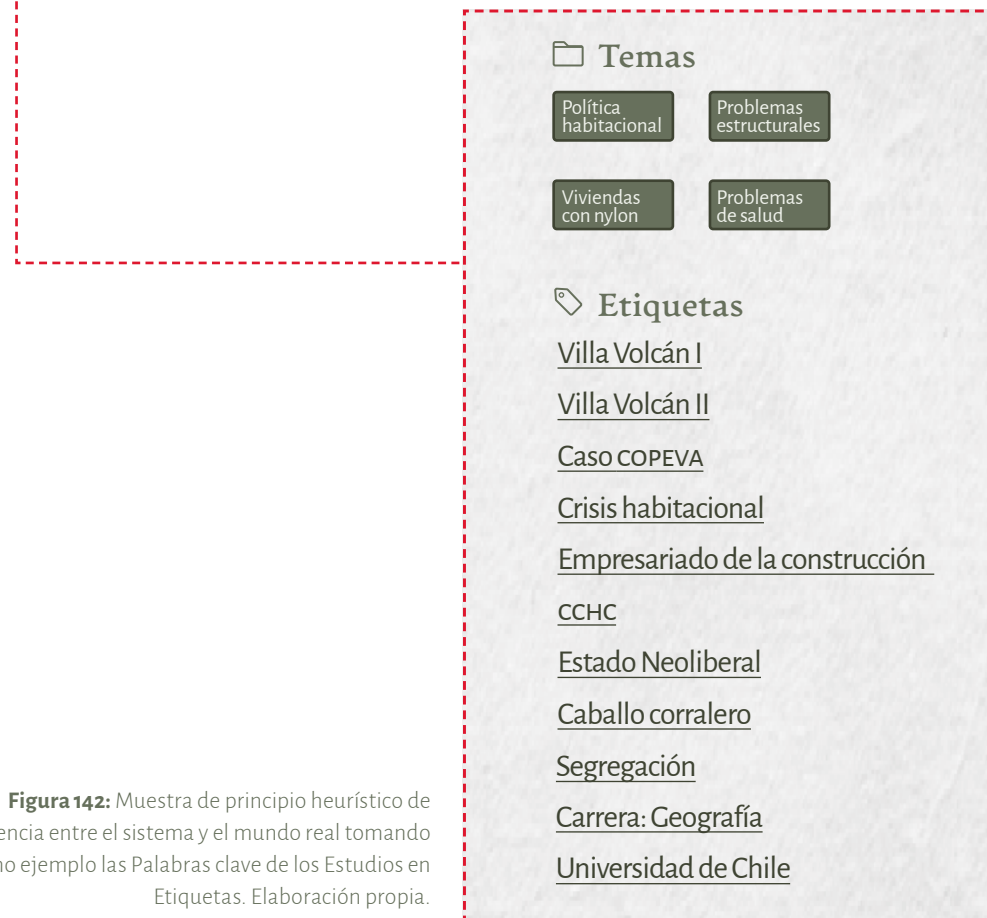 Temas
Política
habitacional
Problemas
estructurales
Viviendas
con nylon
Problemas
de salud
Etiquetas
Villa Volcán I
Villa Volcán II
Caso COPEVA
Crisis habitacional
Empresariado de la construcción
CCHC
Estado Neoliberal
Caballo corralero
Segregación
Carrera: Geografía
Universidad de Chile
Figura 142: Muestra de principio heurístico de
entre el sistema y el mundo real tomando
ejemplo las Palabras clave de los Estudios en
Etiquetas. Elaboración propia.